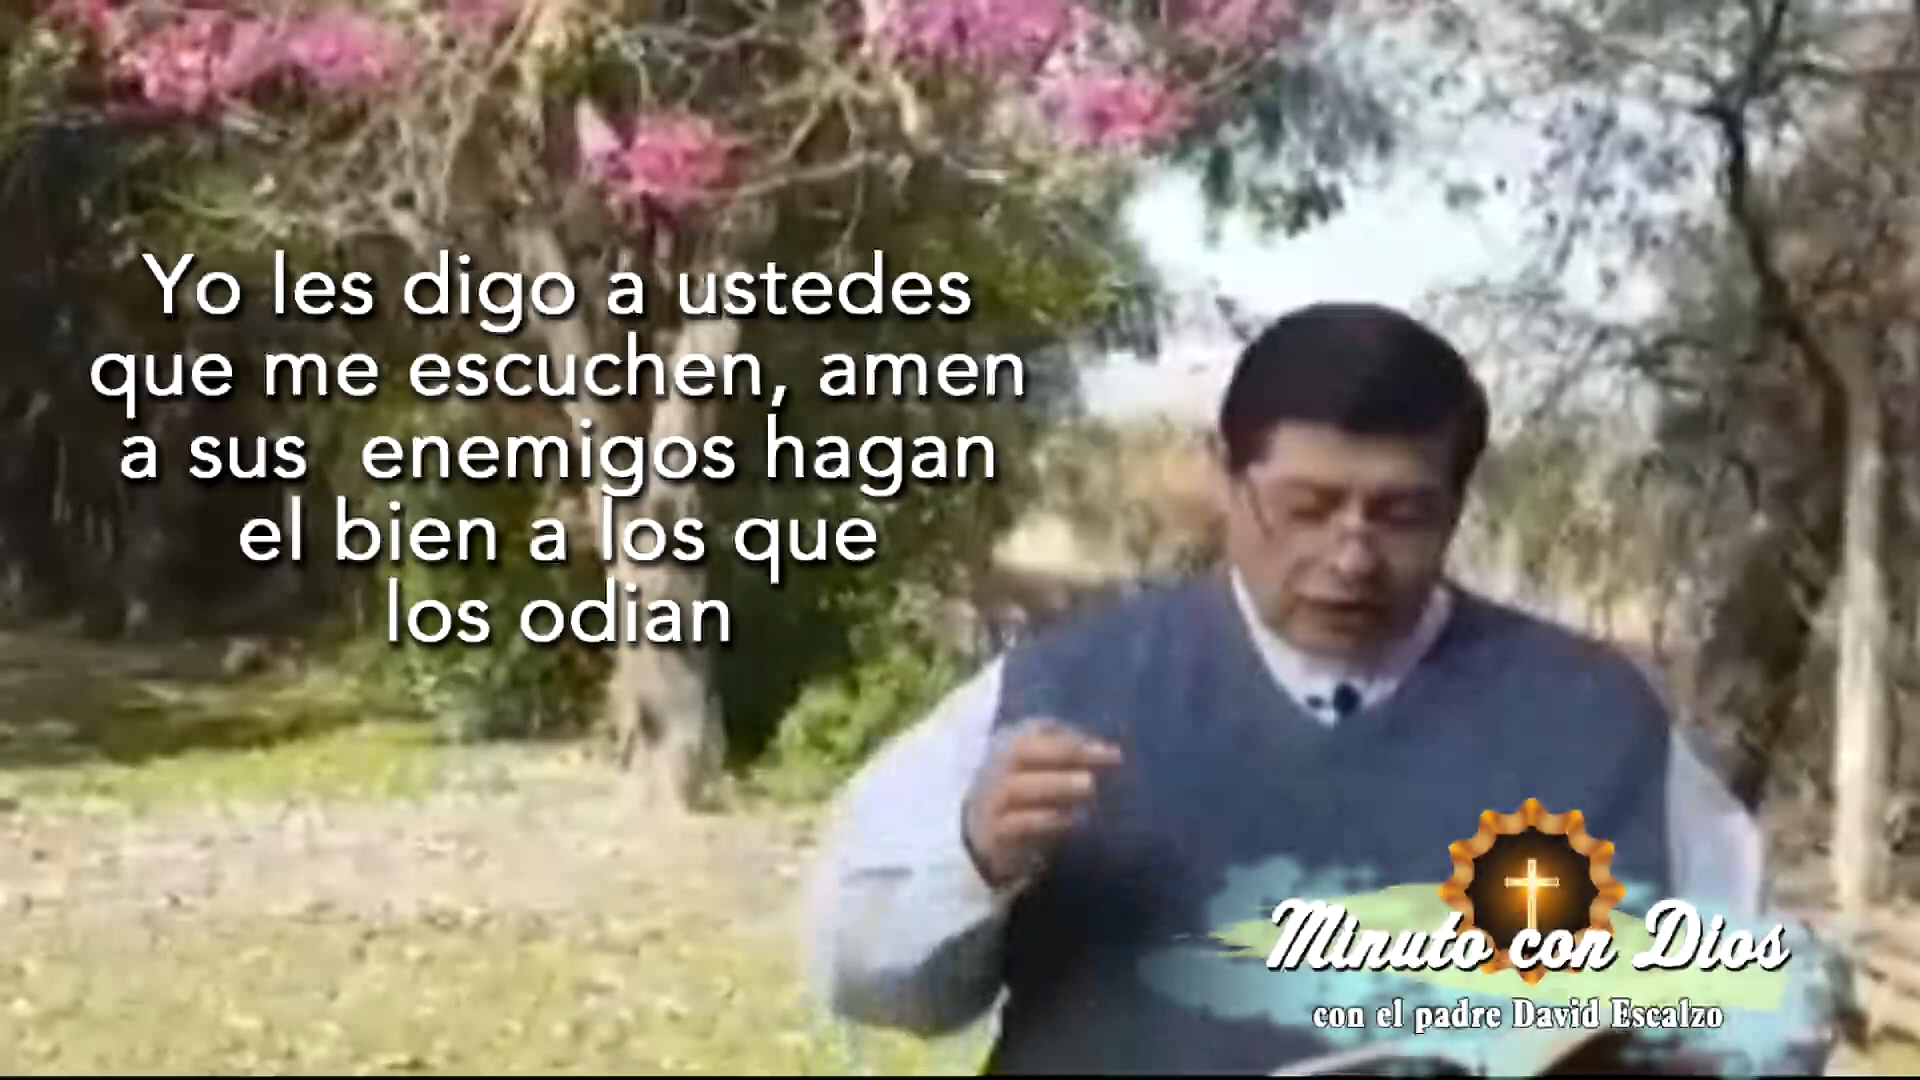 Yo les digo a ustedes
que me escuchen, amen
a sus enemigos hagan
el bien a los que
los odian
Minuto con Dios
con el padre David Escalzo